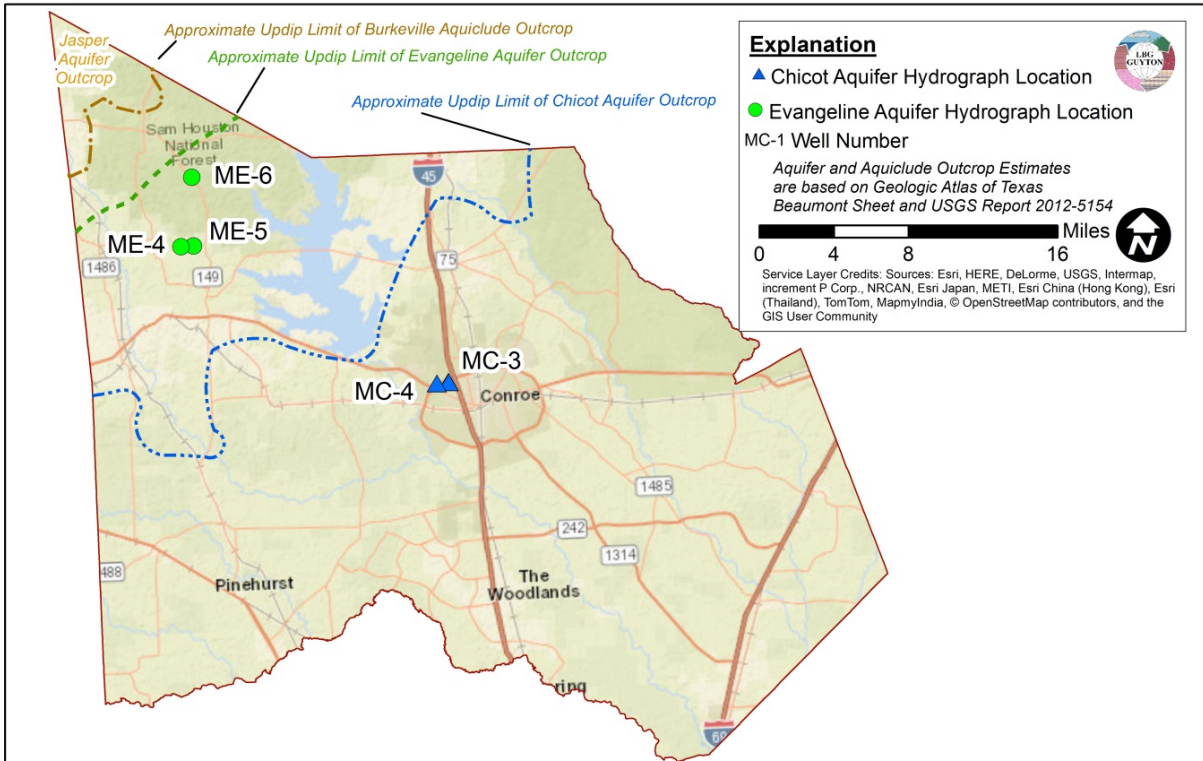 Approximate Updip Limit of Burkeville Aquiclude Outcrop
Jasper
Aquifer
Outcrop
Approximate Updip Limit of Evangeline Aquifer Outcrop
Approximate Updip Limit of Chicot Aquifer Outcrop
Sam Houston
National
Forest
45
ME-6
ME-4
ME-5
1486
149
75
MC-3
MC-4
Conroe
1485
242
1314
488
Pinehurst
The
Woodlands
ring
69
Explanation
LBG
GUYTON
Chicot Aquifer Hydrograph Location
Evangeline Aquifer Hydrograph Location
MC-1 Well Number
Aquifer and Aquiclude Outcrop Estimates
are based on Geologic Atlas of Texas
Beaumont Sheet and USGS Report 2012-5154
Miles
0 4 8 16
N
Service Layer Credits: Sources: Esri, HERE, DeLorme, USGS, Intermap,
increment P Corp., NRCAN, Esri Japan, METI, Esri China (Hong Kong), Esri
(Thailand), TomTom, MapmyIndia, © OpenStreetMap contributors, and the
GIS User Community